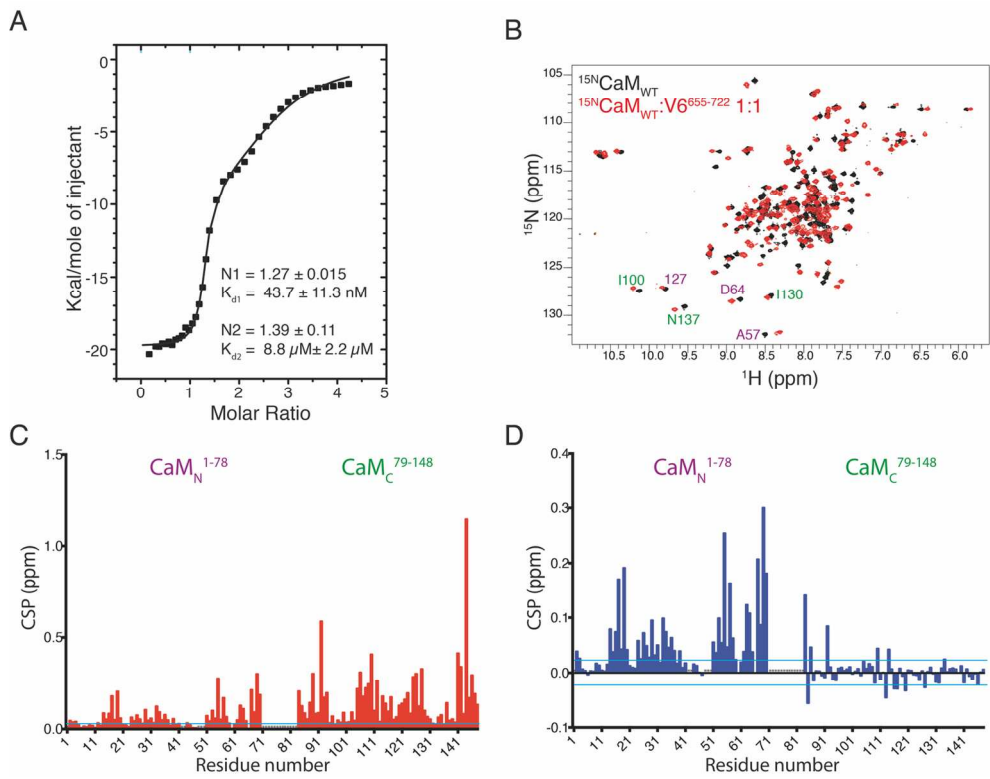 A
0
-5
-10
-15
-20
Kcal/mole of injectant
N1 = 1.27 ± 0.015
Kd1 = 43.7 ± 11.3 nM
N2 = 1.39 ± 0.11
Kd2 = 8.8 µM± 2.2 µM
0 1 2 3 4 5
Molar Ratio
B
15NCaMWT
15NCaMWT:V6655-722 1:1
105
110
115
120
125
130
15N (ppm)
I100
127
N137
D64
I130
A57
10.5 10.0 9.5 9.0 8.5 8.0 7.5 7.0 6.5 6.0
1H (ppm)
C
CaMN1-78
CaMC79-148
1.5
1.0
0.5
0.0
CSP (ppm)
1 11 21 31 41 51 61 71 81 91 101 111 121 131 141
Residue number
D
CaMN1-78
CaMC79-148
0.4
0.3
0.2
0.1
0.0
-0.1
CSP (ppm)
1 11 21 31 41 51 61 71 81 91 101 111 121 131 141
Residue number